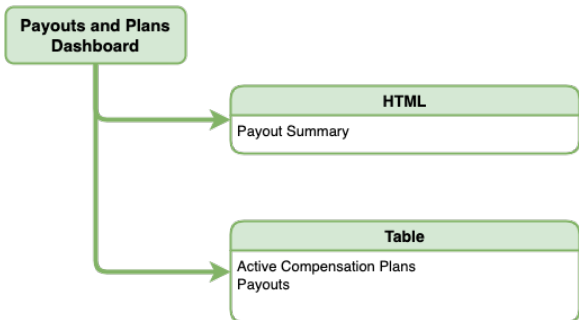 Payouts and Plans
Dashboard
HTML
Payout Summary
Table
Active Compensation Plans
Payouts